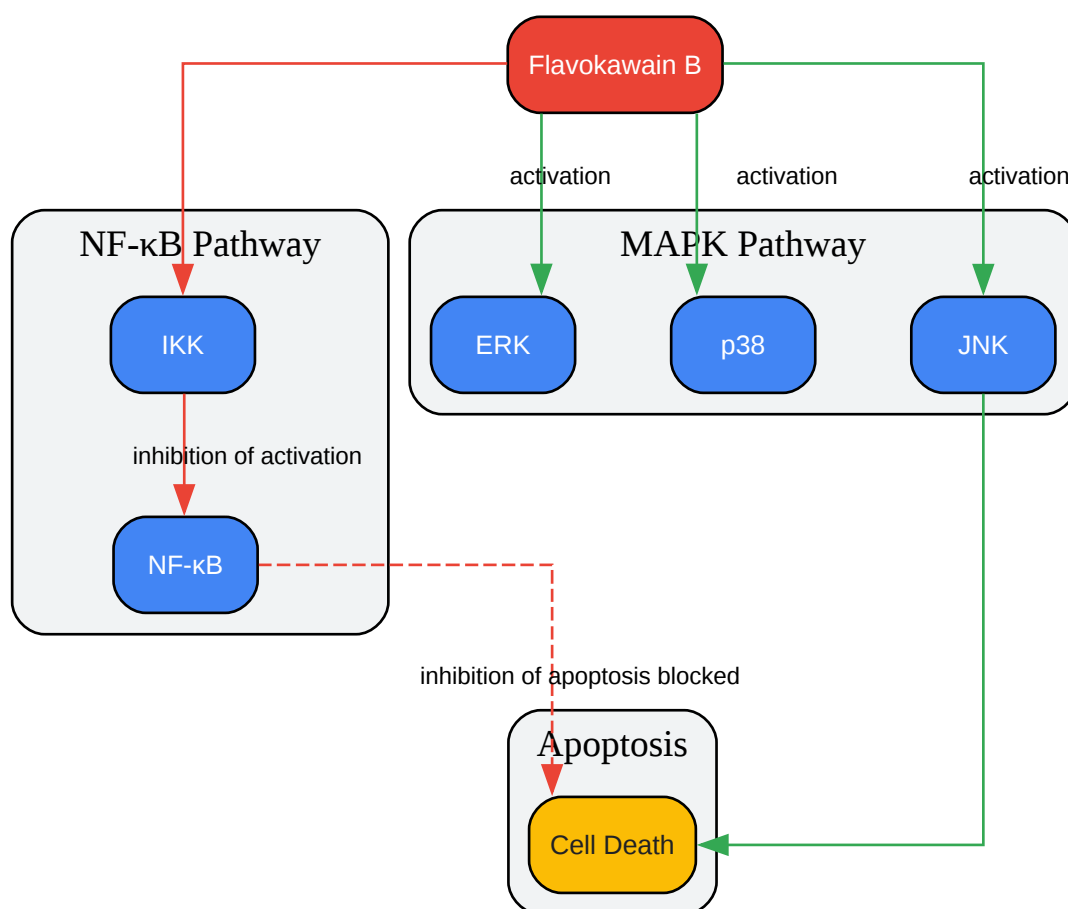 Flavokawain B
activation
activation
activation
NF-κB Pathway
MAPK Pathway
IKK
ERK
p38
JNK
inhibition of activation
NF-κB
inhibition of apoptosis blocked
Apoptosis
Cell Death